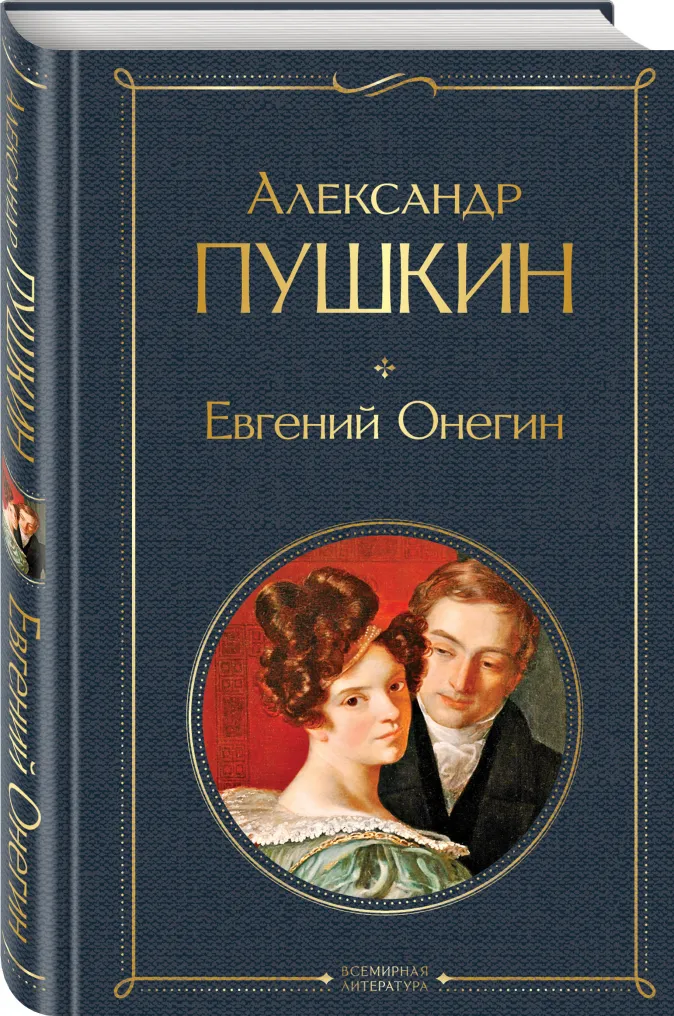 Александр
ПУШКИН
Евгений Онегин
ВСЕМИРНАЯ
ЛИТЕРАТУРА
Александр ПУШКИН Евгений Онегин